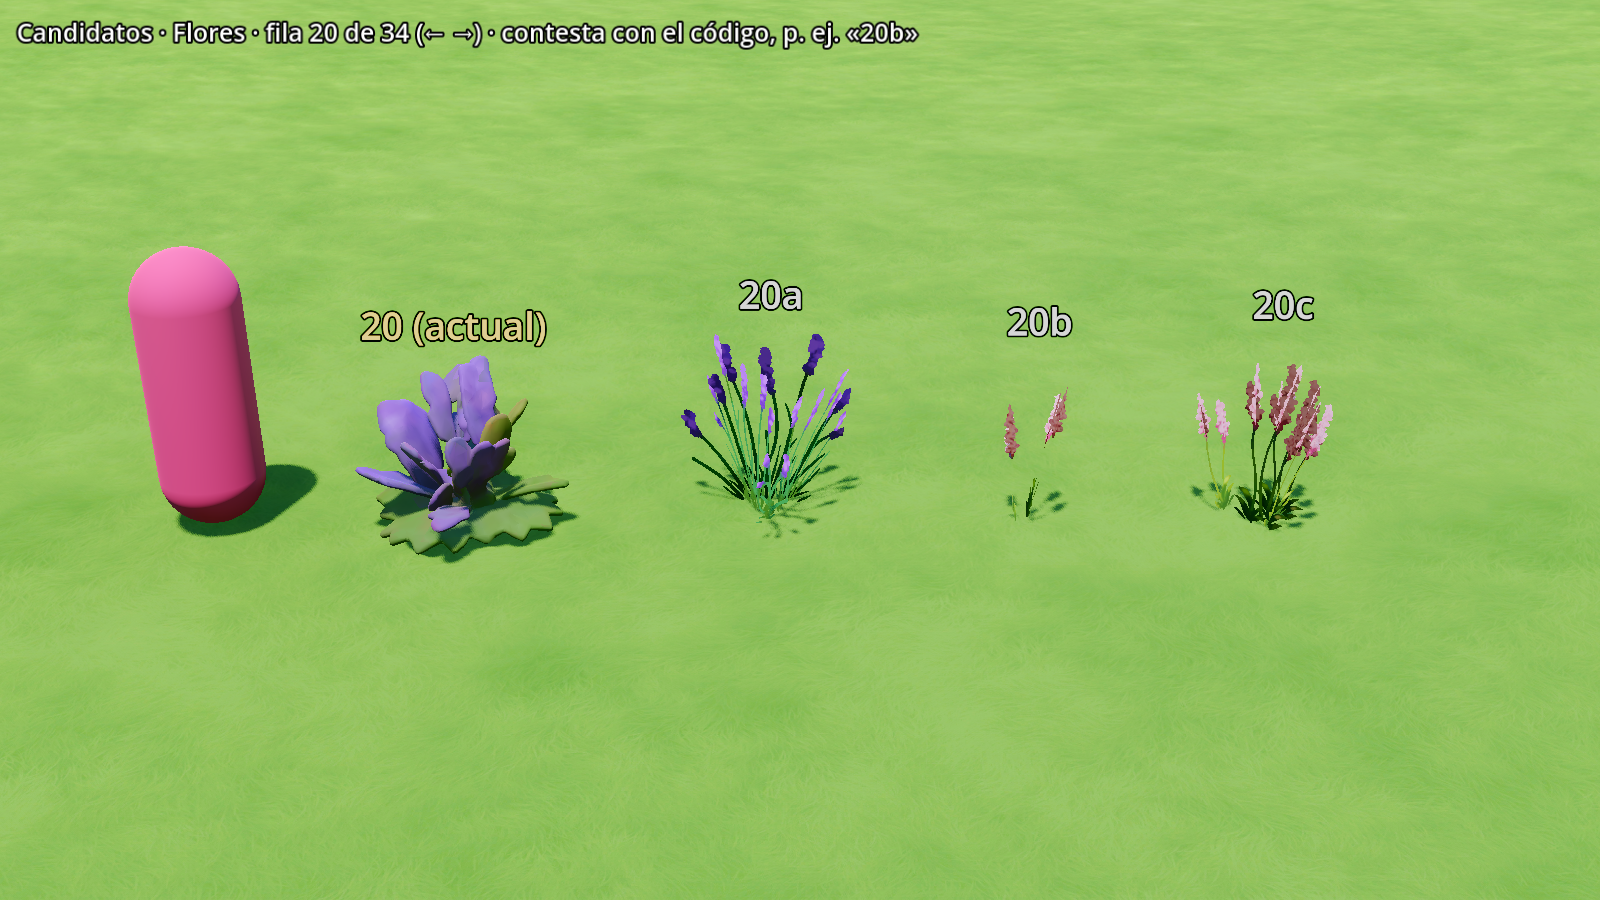 Candidatos · Flores · fila 20 de 34 (← →) · contesta con el código, p. ej. «20b»
20 (actual)
20a
20b
20c